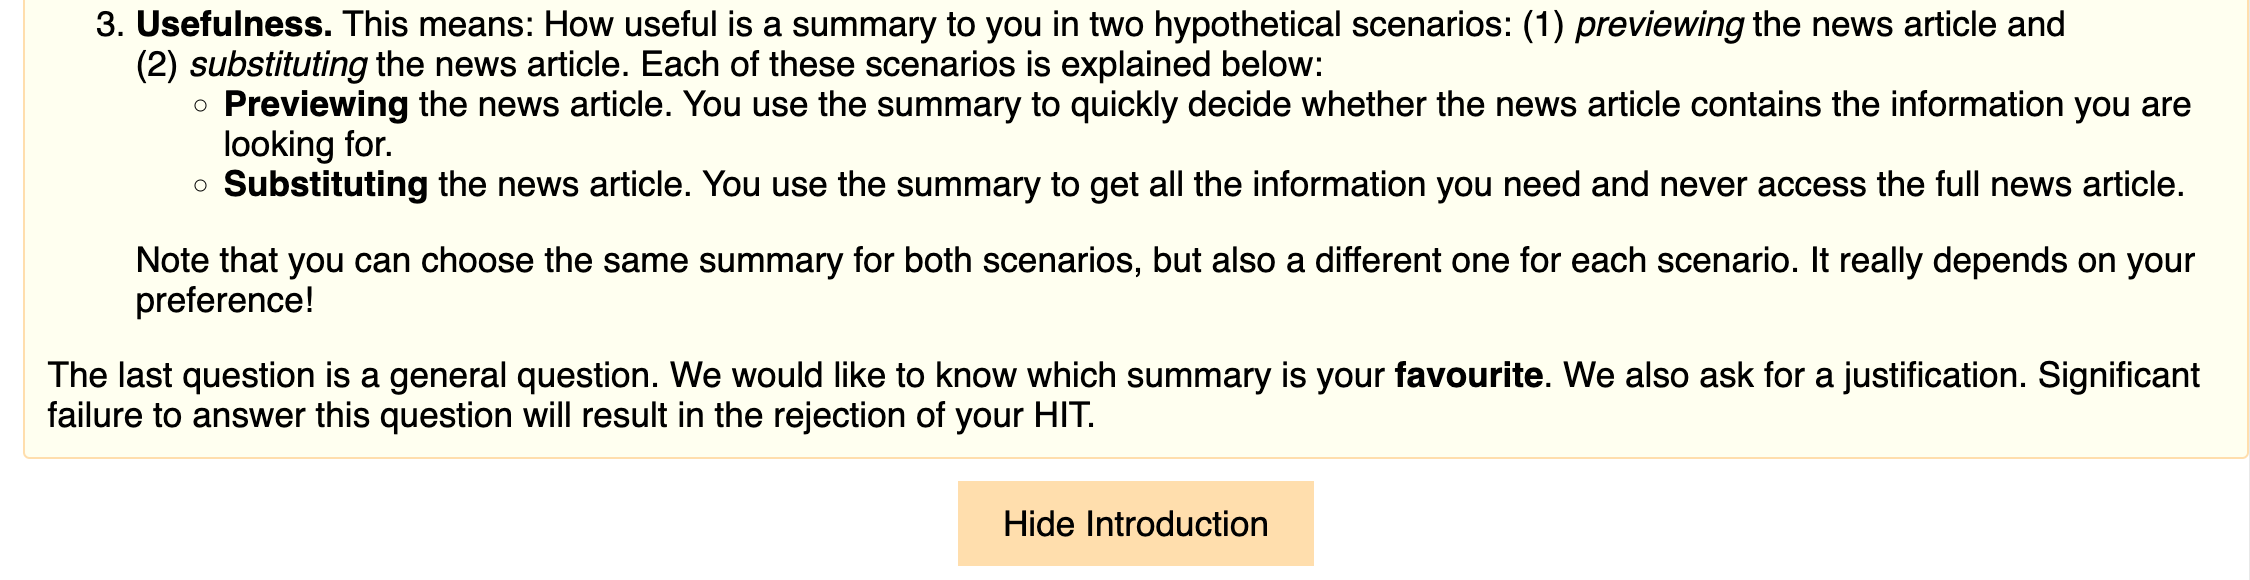 3. Usefulness. This means: How useful is a summary to you in two hypothetical scenarios: (1) previewing the news article and
(2) substituting the news article. Each of these scenarios is explained below:
○ Previewing the news article. You use the summary to quickly decide whether the news article contains the information you are
looking for.
○ Substituting the news article. You use the summary to get all the information you need and never access the full news article.
Note that you can choose the same summary for both scenarios, but also a different one for each scenario. It really depends on your
preference!
The last question is a general question. We would like to know which summary is your favourite. We also ask for a justification. Significant
failure to answer this question will result in the rejection of your HIT.
Hide Introduction